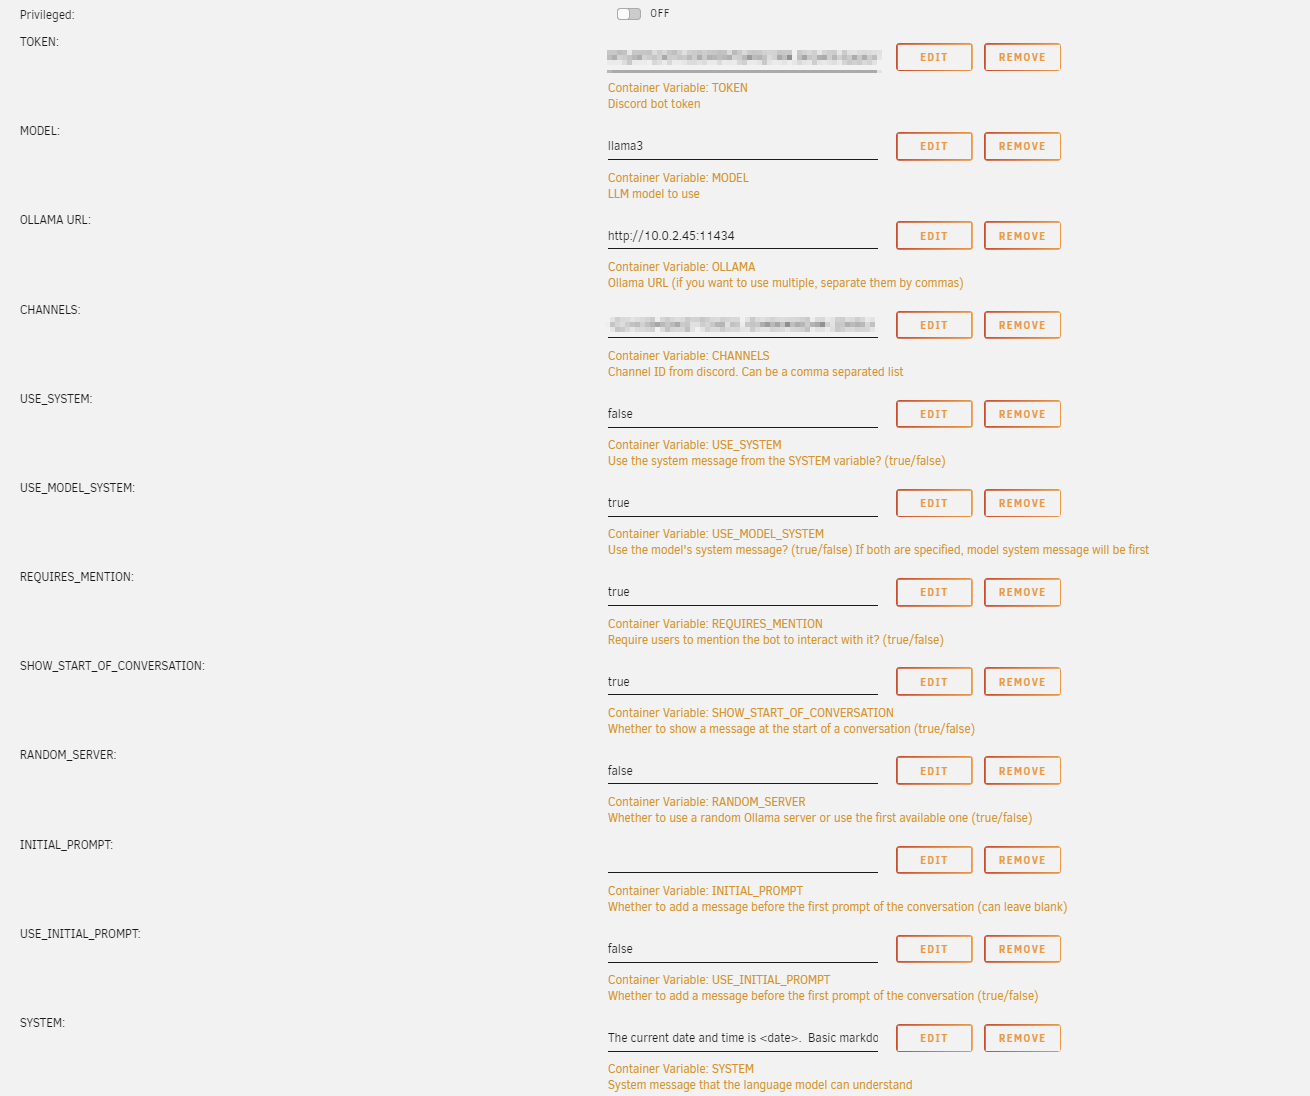 Privileged: OFF
TOKEN:
EDIT REMOVE
Container Variable: TOKEN
Discord bot token
MODEL:
llama3 EDIT REMOVE
Container Variable: MODEL
LLM model to use
OLLAMA URL:
http://10.0.2.45:11434 EDIT REMOVE
Container Variable: OLLAMA
Ollama URL (if you want to use multiple, separate them by commas)
CHANNELS:
EDIT REMOVE
Container Variable: CHANNELS
Channel ID from discord. Can be a comma separated list
USE_SYSTEM:
false EDIT REMOVE
Container Variable: USE_SYSTEM
Use the system message from the SYSTEM variable? (true/false)
USE_MODEL_SYSTEM:
true EDIT REMOVE
Container Variable: USE_MODEL_SYSTEM
Use the model's system message? (true/false) If both are specified, model system message will be first
REQUIRES_MENTION:
true EDIT REMOVE
Container Variable: REQUIRES_MENTION
Require users to mention the bot to interact with it? (true/false)
SHOW_START_OF_CONVERSATION:
true EDIT REMOVE
Container Variable: SHOW_START_OF_CONVERSATION
Whether to show a message at the start of a conversation (true/false)
RANDOM_SERVER:
false EDIT REMOVE
Container Variable: RANDOM_SERVER
Whether to use a random Ollama server or use the first available one (true/false)
INITIAL_PROMPT:
EDIT REMOVE
Container Variable: INITIAL_PROMPT
Whether to add a message before the first prompt of the conversation (can leave blank)
USE_INITIAL_PROMPT:
false EDIT REMOVE
Container Variable: USE_INITIAL_PROMPT
Whether to add a message before the first prompt of the conversation (true/false)
SYSTEM:
The current date and time is <date>.  Basic markdo EDIT REMOVE
Container Variable: SYSTEM
System message that the language model can understand